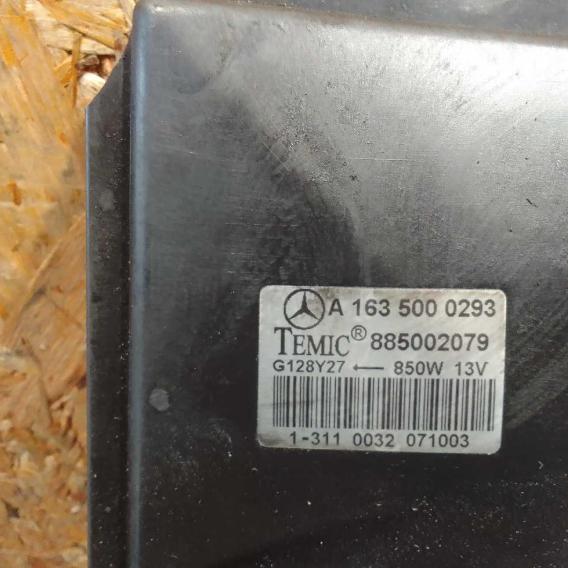 A 163 500 0293
TEMIC® 885002079
G128Y27 ← 850W 13V
1-311 0032 071003